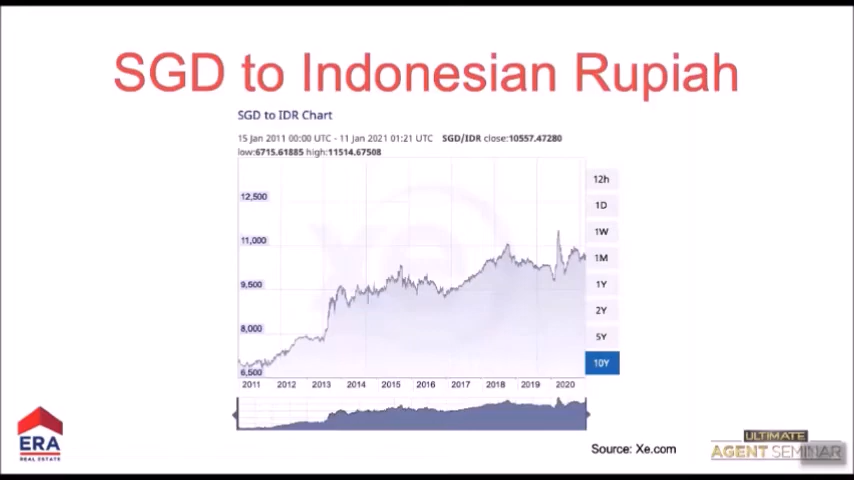 SGD to Indonesian Rupiah
SGD to IDR Chart
15 Jan 2011 00:00 UTC - 11 Jan 2021 01:21 UTC SGD/IDR close:10557.47280
low:6715.61885 high:11514.67508
12h
12,500
1D
1W
11,000
1M
9,500
1Y
2Y
8,000
5Y
10Y
6,500
2011 2012 2013 2014 2015 2016 2017 2018 2019 2020
ERA
REAL ESTATE
Source: Xe.com
ULTIMATE
AGENT SEMINAR